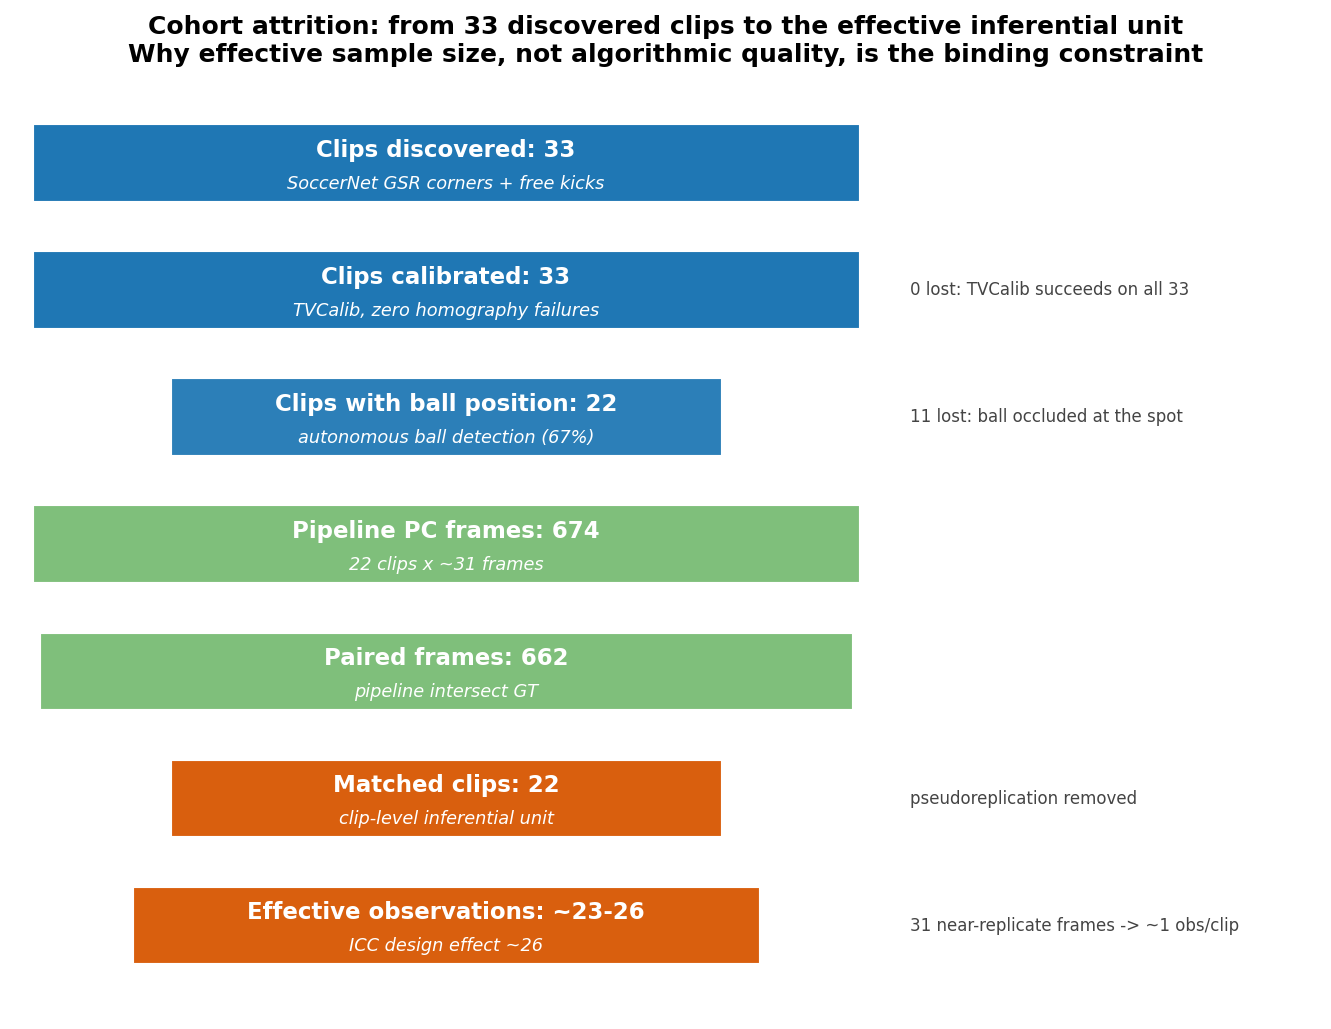 Cohort attrition: from 33 discovered clips to the effective inferential unit
Why effective sample size, not algorithmic quality, is the binding constraint
Clips discovered: 33
SoccerNet GSR corners + free kicks
Clips calibrated: 33
TVCalib, zero homography failures
0 lost: TVCalib succeeds on all 33
Clips with ball position: 22
autonomous ball detection (67%)
11 lost: ball occluded at the spot
Pipeline PC frames: 674
22 clips x ~31 frames
Paired frames: 662
pipeline intersect GT
Matched clips: 22
clip-level inferential unit
pseudoreplication removed
Effective observations: ~23-26
ICC design effect ~26
31 near-replicate frames -> ~1 obs/clip